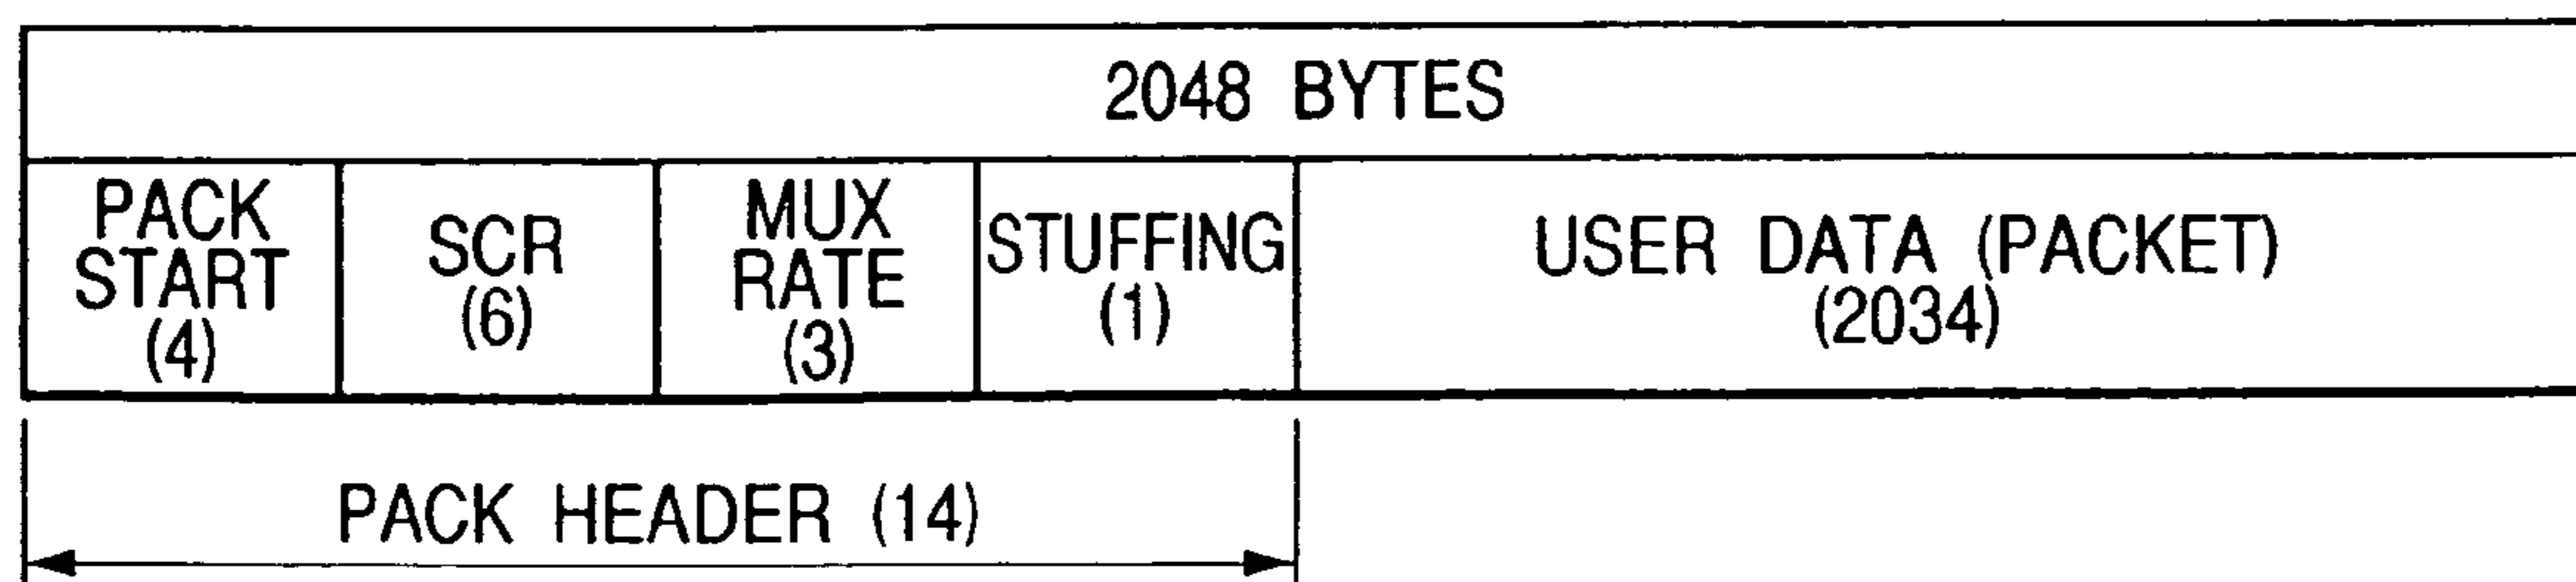 2048 BYTES
PACK
START
(4)
SCR
(6)
MUX
RATE
(3)
STUFFING
(1)
USER DATA (PACKET)
(2034)
PACK HEADER (14)